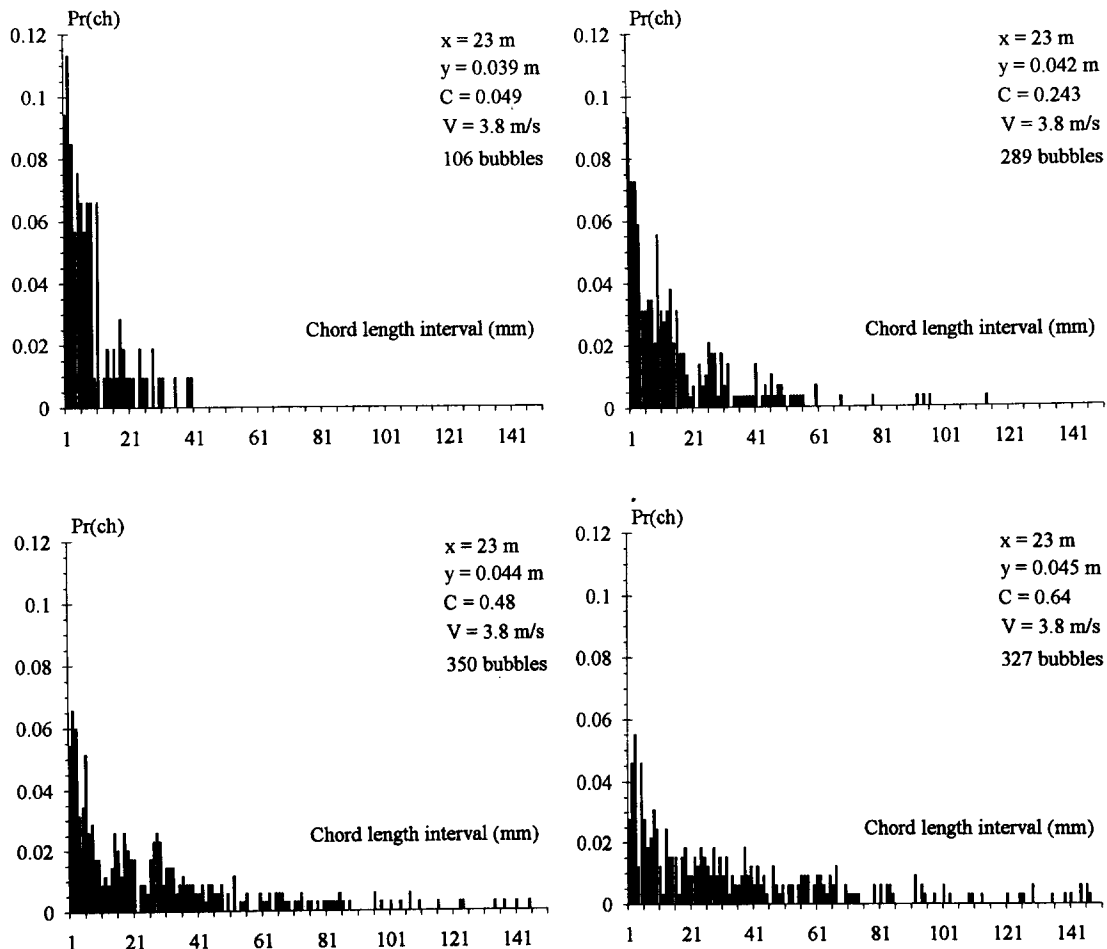 Pr(ch)
0.12
0.1
0.08
0.06
0.04
0.02
0
x = 23 m
y = 0.039 m
C = 0.049
V = 3.8 m/s
106 bubbles
Chord length interval (mm)
1 21 41 61 81 101 121 141
Pr(ch)
0.12
0.1
0.08
0.06
0.04
0.02
0
x = 23 m
y = 0.042 m
C = 0.243
V = 3.8 m/s
289 bubbles
Chord length interval (mm)
1 21 41 61 81 101 121 141
Pr(ch)
0.12
0.1
0.08
0.06
0.04
0.02
0
x = 23 m
y = 0.044 m
C = 0.48
V = 3.8 m/s
350 bubbles
Chord length interval (mm)
1 21 41 61 81 101 121 141
Pr(ch)
0.12
0.1
0.08
0.06
0.04
0.02
0
x = 23 m
y = 0.045 m
C = 0.64
V = 3.8 m/s
327 bubbles
Chord length interval (mm)
1 21 41 61 81 101 121 141